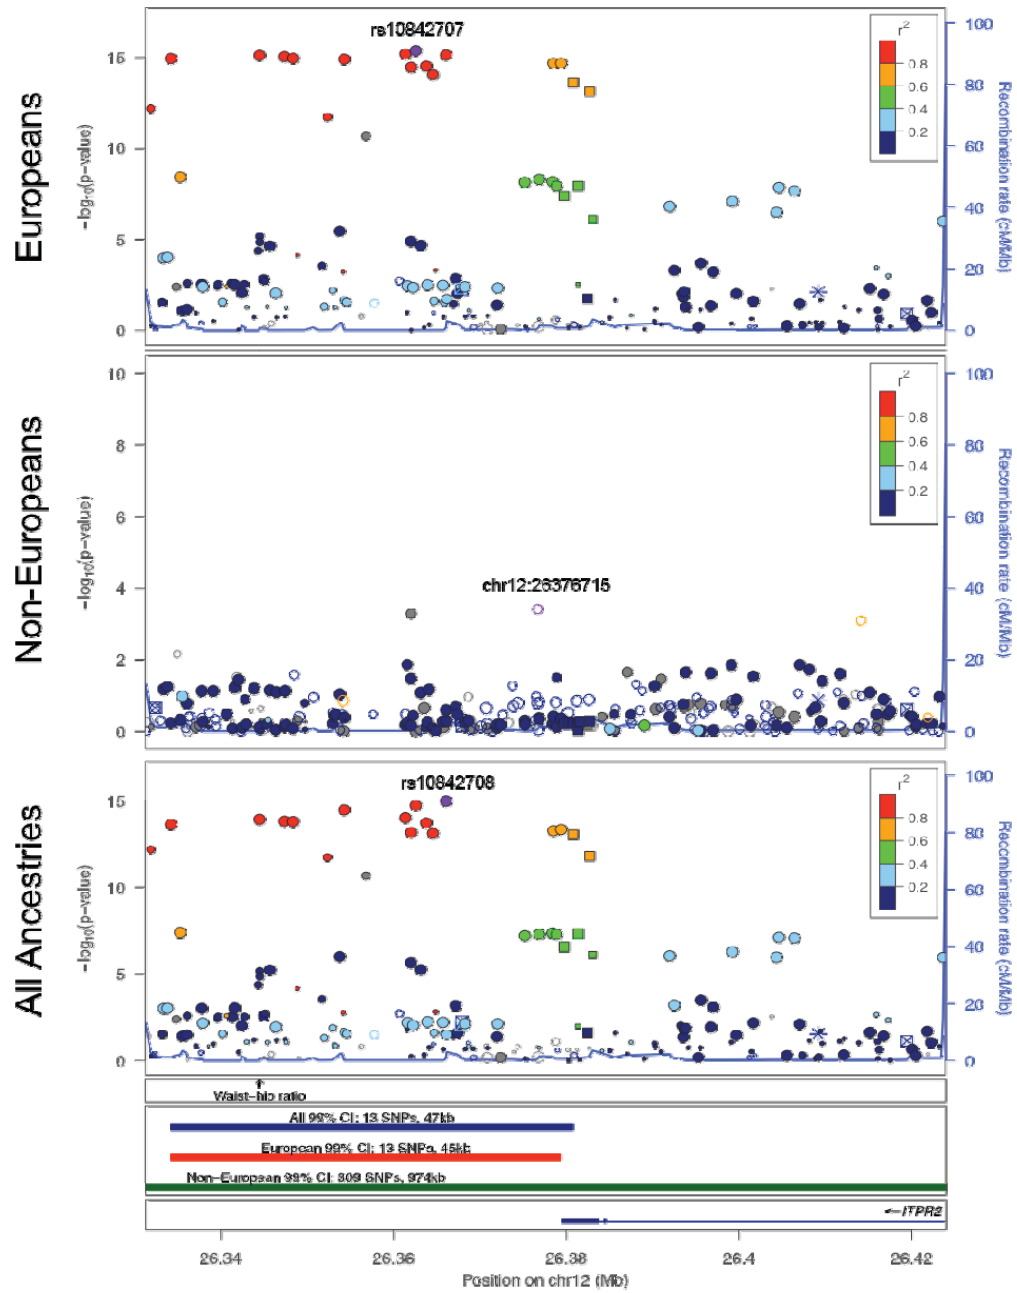 Europeans
rs10842707
−log10(p−value)
15
10
5
0
r2
0.8
0.6
0.4
0.2
100
80
60
40
20
0
Recombination rate (cM/Mb)
Non-Europeans
chr12:26376715
−log10(p−value)
10
8
6
4
2
0
r2
0.8
0.6
0.4
0.2
100
80
60
40
20
0
Recombination rate (cM/Mb)
All Ancestries
rs10842708
−log10(p−value)
15
10
5
0
r2
0.8
0.6
0.4
0.2
100
80
60
40
20
0
Recombination rate (cM/Mb)
Waist−hip ratio
All 99% CI: 13 SNPs, 47kb
European 99% CI: 13 SNPs, 45kb
Non−European 99% CI: 309 SNPs, 974kb
←ITPR2
26.34
26.36
26.38
26.4
26.42
Position on chr12 (Mb)